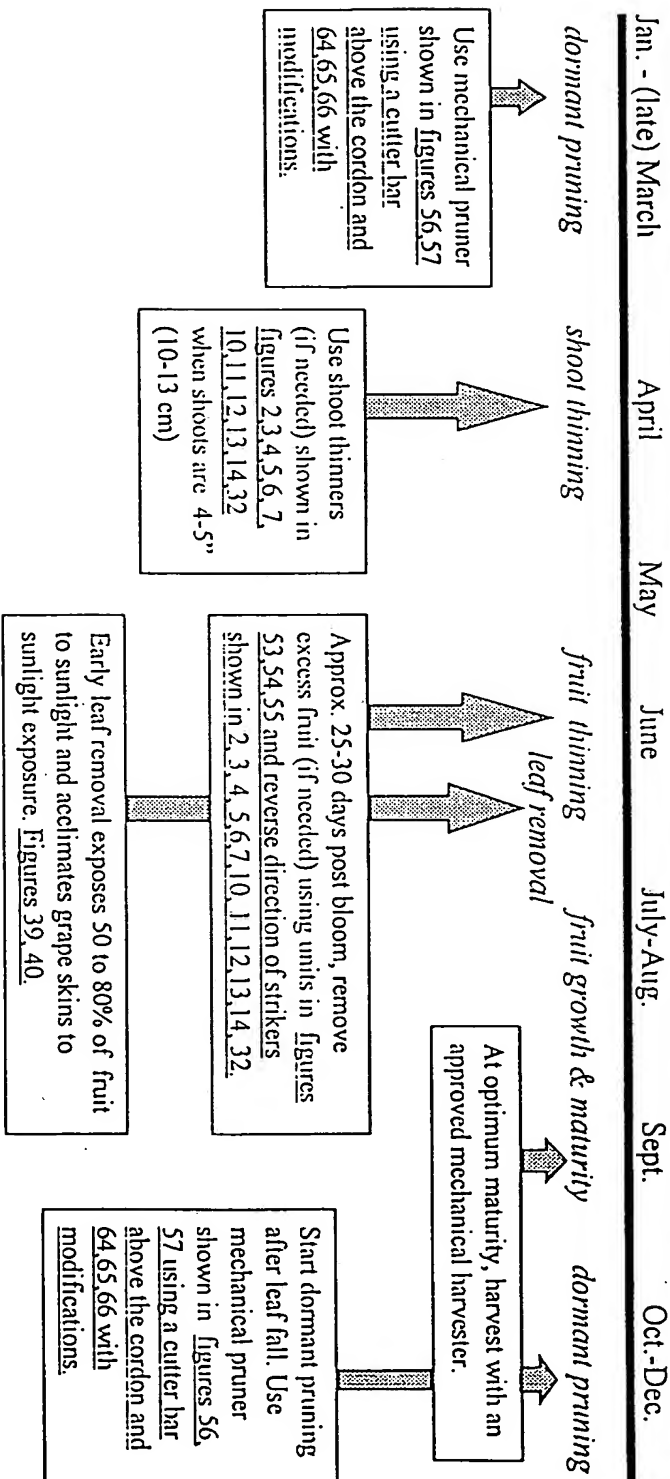 Jan. - (late) March April May June July-Aug. Sept. Oct.-Dec.
dormant pruning shoot thinning fruit thinning fruit growth & maturity dormant pruning
leaf removal
Use mechanical pruner
shown in figures 56,57
using a cutter bar
above the cordon and
64,65,66 with
modifications.
Use shoot thinners
(if needed) shown in
figures 2,3,4,5,6, 7,
10,11,12,13,14,32
when shoots are 4-5"
(10-13 cm)
Approx. 25-30 days post bloom, remove
excess fruit (if needed) using units in figures
53,54,55 and reverse direction of strikers
shown in 2, 3, 4, 5,6,7,10, 11,12,13,14, 32.
Early leaf removal exposes 50 to 80% of fruit
to sunlight and acclimates grape skins to
sunlight exposure. Figures 39, 40.
At optimum maturity, harvest with an
approved mechanical harvester.
Start dormant pruning
after leaf fall. Use
mechanical pruner
shown in figures 56,
57 using a cutter bar
above the cordon and
64,65,66 with
modifications.